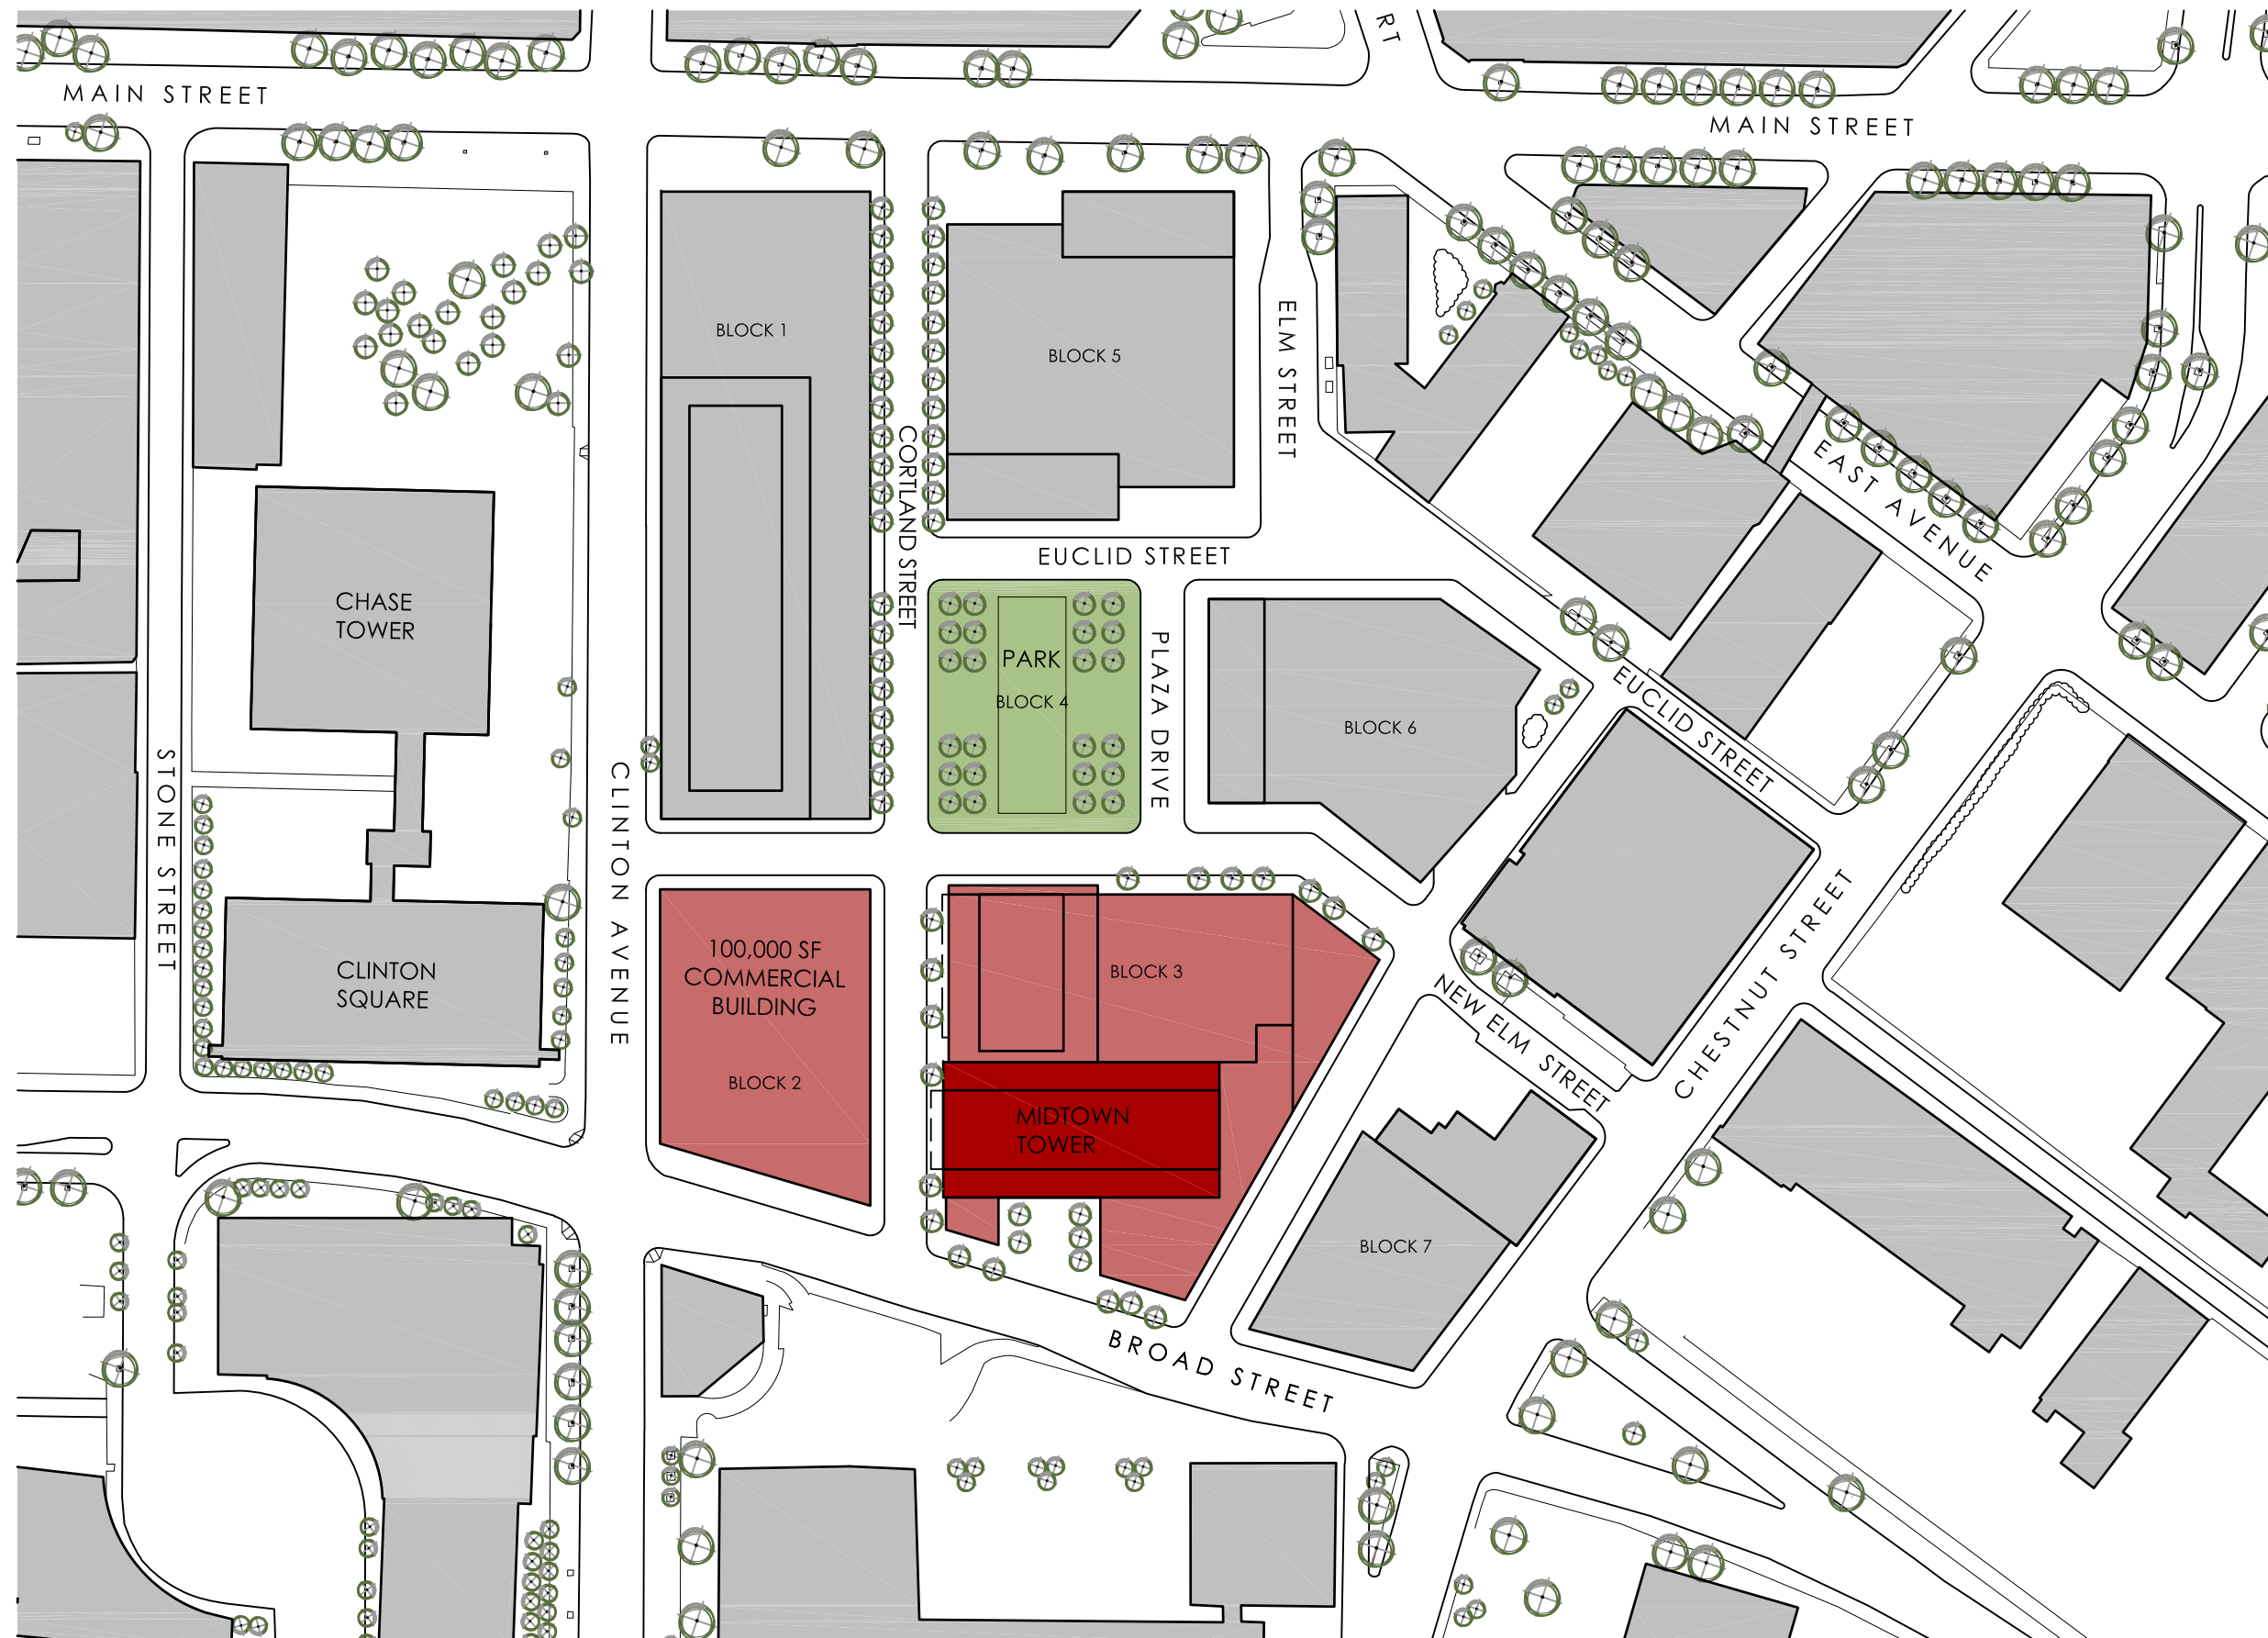 RT
MAIN STREET
MAIN STREET
BLOCK 1
BLOCK 5
ELM STREET
CORTLAND STREET
EAST AVENUE
EUCLID STREET
CHASE
TOWER
PARK
BLOCK 4
PLAZA DRIVE
BLOCK 6
EUCLID STREET
STONE STREET
CLINTON AVENUE
100,000 SF
COMMERCIAL
BUILDING
BLOCK 2
BLOCK 3
CLINTON
SQUARE
NEW ELM STREET
CHESTNUT STREET
MIDTOWN
TOWER
BLOCK 7
BROAD STREET